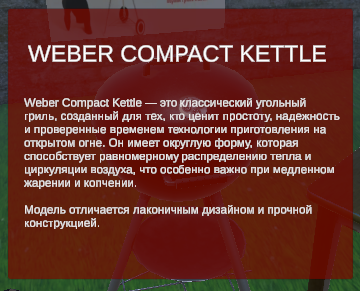 WEBER COMPACT KETTLE
Weber Compact Kettle — это классический угольный
гриль, созданный для тех, кто ценит простоту, надежность
и проверенные временем технологии приготовления на
открытом огне. Он имеет округлую форму, которая
способствует равномерному распределению тепла и
циркуляции воздуха, что особенно важно при медленном
жарении и копчении.
Модель отличается лаконичным дизайном и прочной
конструкцией.